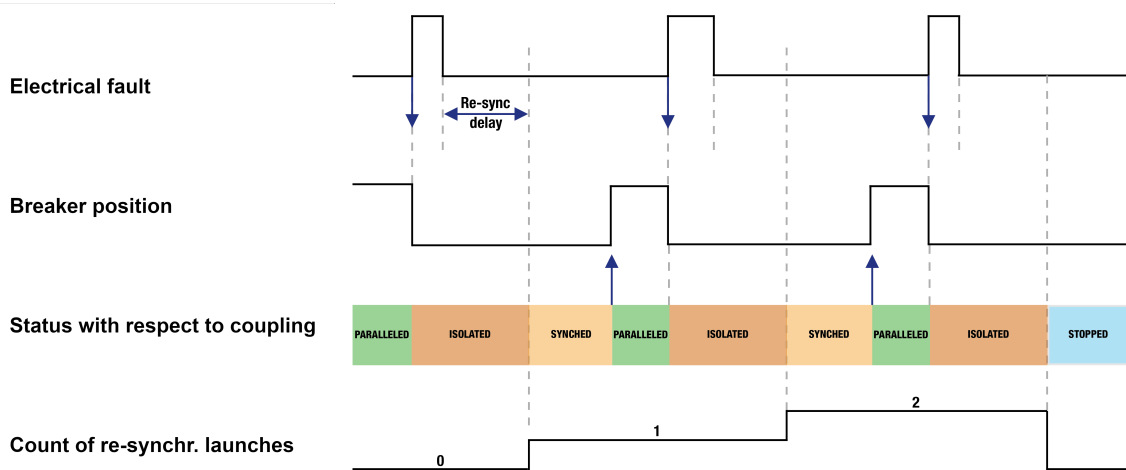 Electrical fault
Re-sync
delay
Breaker position
Status with respect to coupling
PARALLELED
ISOLATED
SYNCHED
PARALLELED
ISOLATED
SYNCHED
PARALLELED
ISOLATED
STOPPED
Count of re-synchr. launches
0
1
2